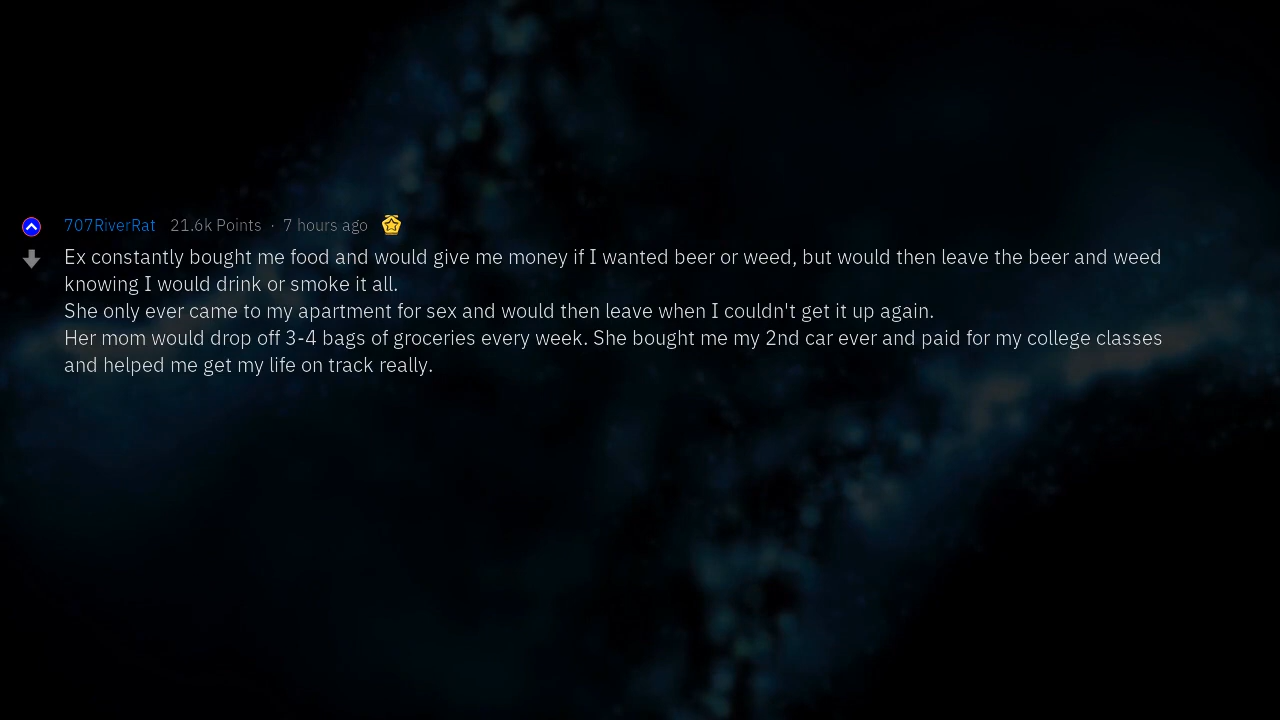 707RiverRat 21.6k Points · 7 hours ago
Ex constantly bought me food and would give me money if I wanted beer or weed, but would then leave the beer and weed
knowing I would drink or smoke it all.
She only ever came to my apartment for sex and would then leave when I couldn't get it up again.
Her mom would drop off 3-4 bags of groceries every week. She bought me my 2nd car ever and paid for my college classes
and helped me get my life on track really.